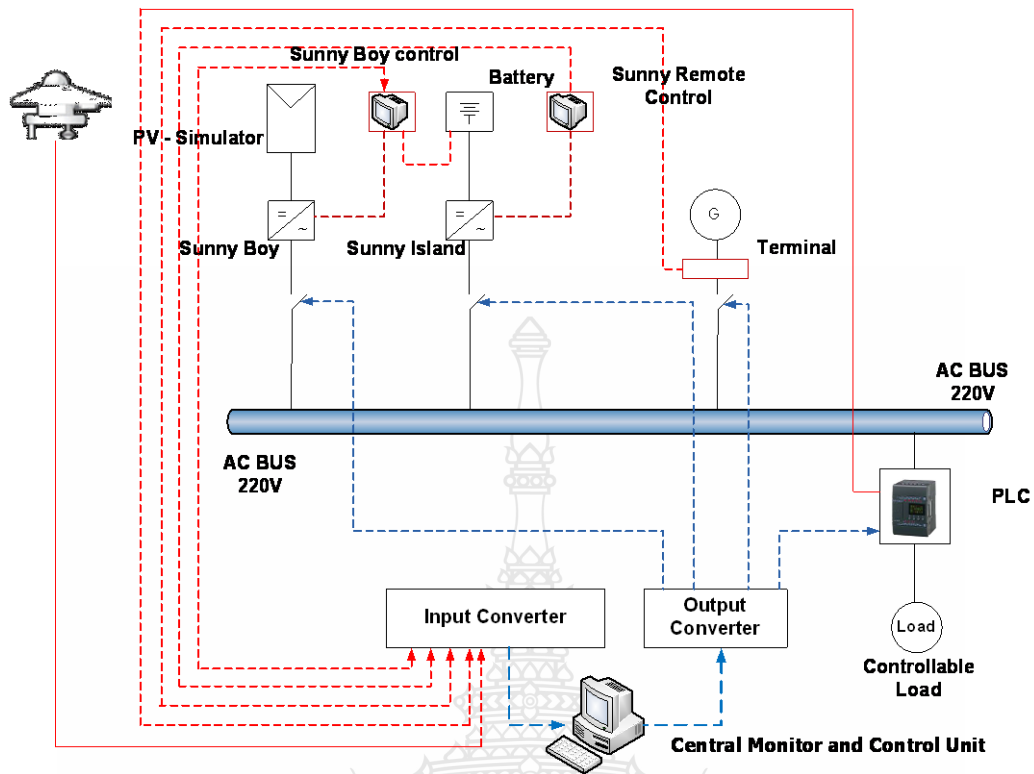 Sunny Boy control
Battery
Sunny Remote
Control
PV - Simulator
G
Sunny Boy
Sunny Island
Terminal
AC BUS
220V
AC BUS
220V
PLC
Input Converter
Output
Converter
Load
Controllable
Load
Central Monitor and Control Unit